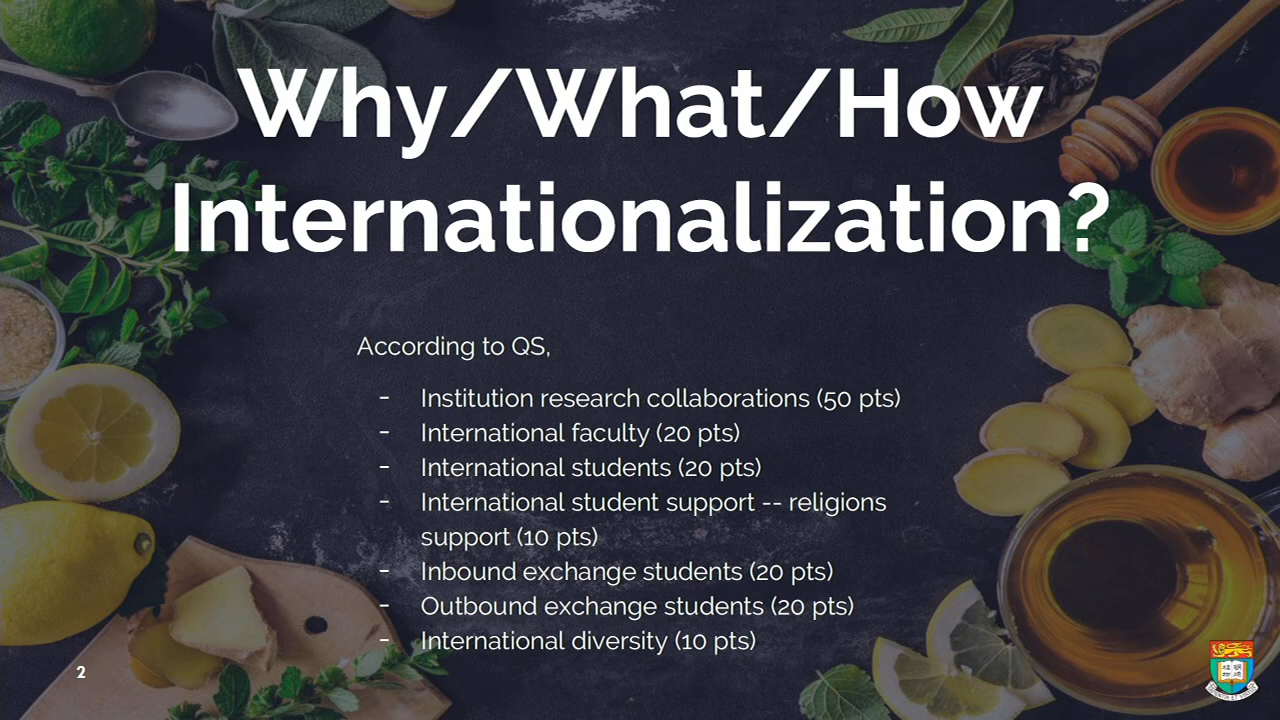 Why/What/How
Internationalization?
According to QS,
- Institution research collaborations (50 pts)
- International faculty (20 pts)
- International students (20 pts)
- International student support -- religions
support (10 pts)
- Inbound exchange students (20 pts)
- Outbound exchange students (20 pts)
- International diversity (10 pts)
2